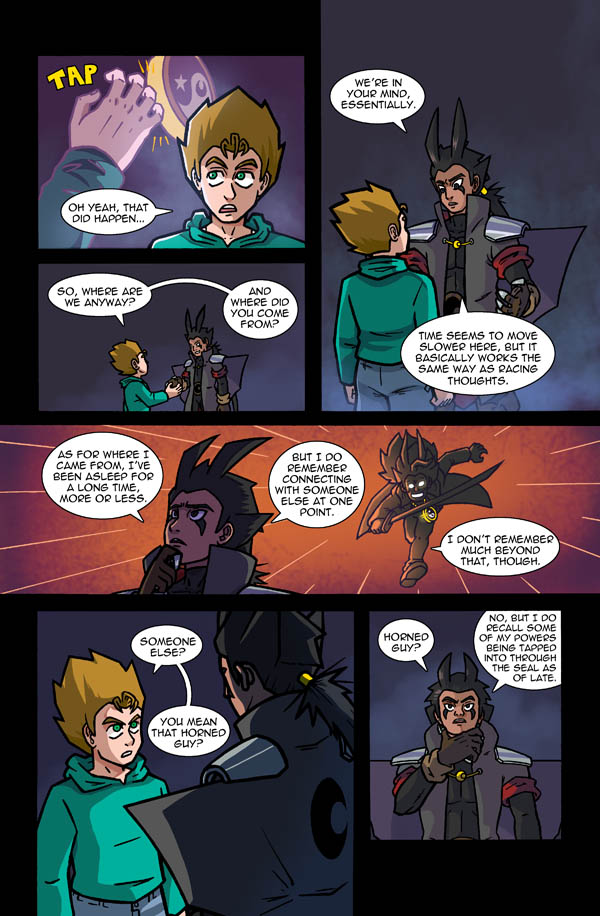 TAP
OH YEAH, THAT
DID HAPPEN...
SO, WHERE ARE
WE ANYWAY?
AND
WHERE DID
YOU COME
FROM?
WE'RE IN
YOUR MIND,
ESSENTIALLY.
TIME SEEMS TO MOVE
SLOWER HERE, BUT IT
BASICALLY WORKS THE
SAME WAY AS RACING
THOUGHTS.
AS FOR WHERE I
CAME FROM, I'VE
BEEN ASLEEP FOR
A LONG TIME,
MORE OR LESS.
BUT I DO
REMEMBER
CONNECTING
WITH SOMEONE
ELSE AT ONE
POINT.
I DON'T REMEMBER
MUCH BEYOND
THAT, THOUGH.
SOMEONE
ELSE?
YOU MEAN
THAT HORNED
GUY?
HORNED
GUY?
NO, BUT I DO
RECALL SOME
OF MY POWERS
BEING TAPPED
INTO THROUGH
THE SEAL AS
OF LATE.